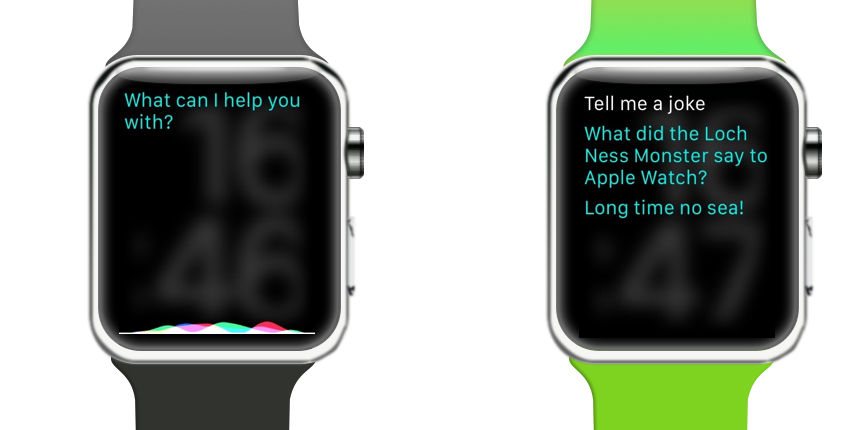 What can I help you
with?
16
:46
Tell me a joke
What did the Loch
Ness Monster say to
Apple Watch?
Long time no sea!
:47